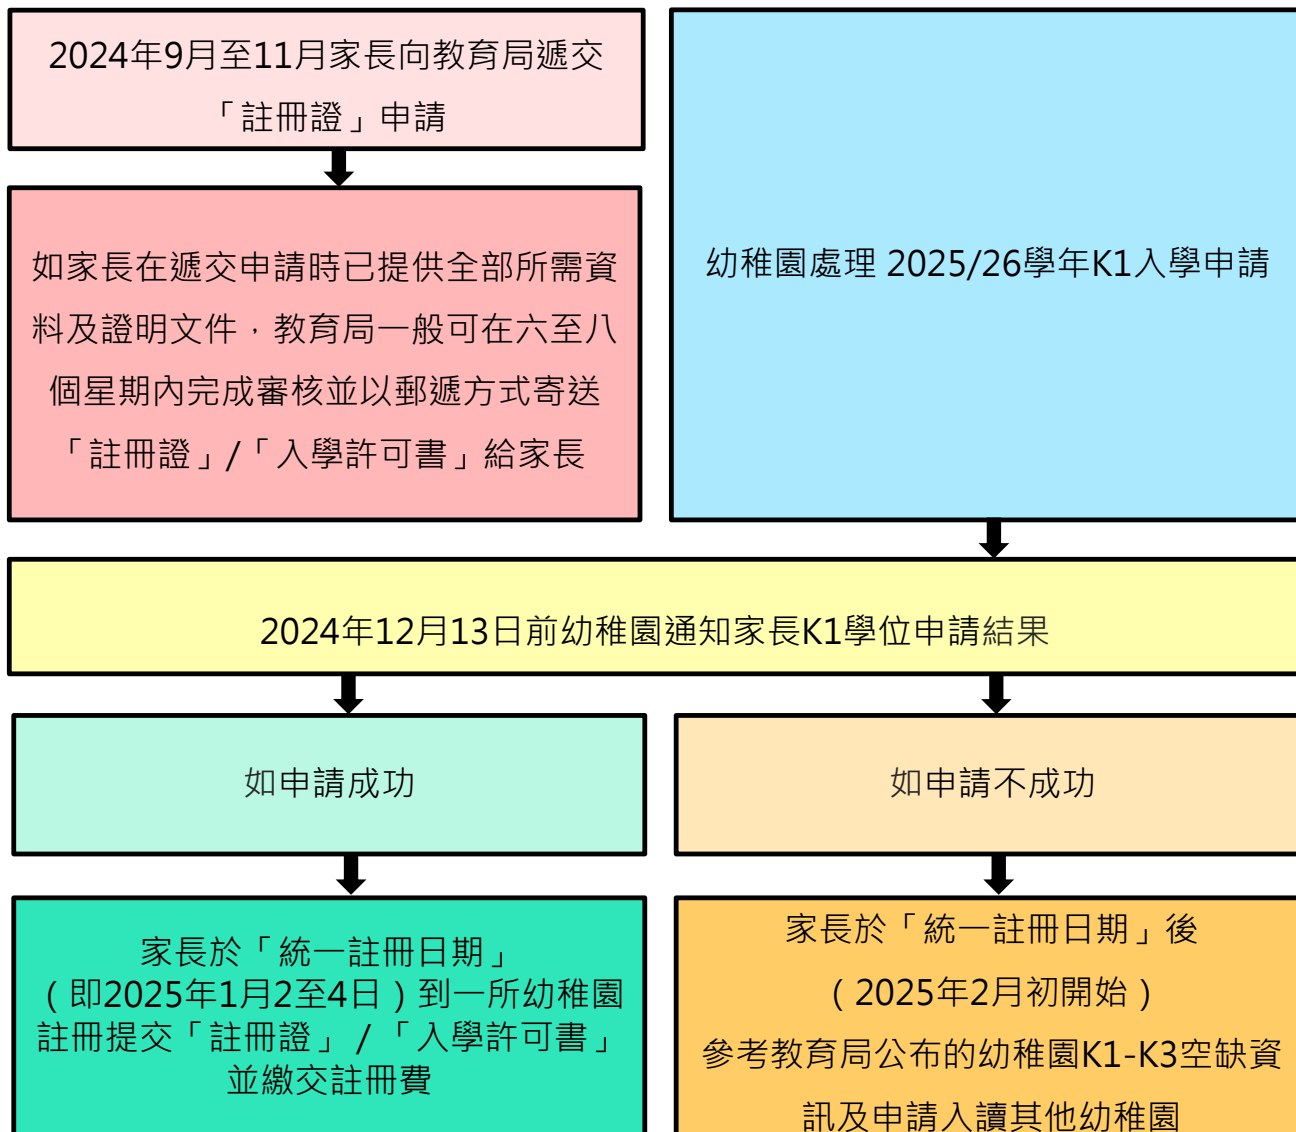 2024年9月至11月家長向教育局遞交
「註冊證」申請
如家長在遞交申請時已提供全部所需資
料及證明文件，教育局一般可在六至八
個星期內完成審核並以郵遞方式寄送
「註冊證」/「入學許可書」給家長
幼稚園處理 2025/26學年K1入學申請
2024年12月13日前幼稚園通知家長K1學位申請結果
如申請成功
如申請不成功
家長於「統一註冊日期」
（即2025年1月2至4日）到一所幼稚園
註冊提交「註冊證」/「入學許可書」
並繳交註冊費
家長於「統一註冊日期」後
（2025年2月初開始）
參考教育局公布的幼稚園K1-K3空缺資
訊及申請入讀其他幼稚園